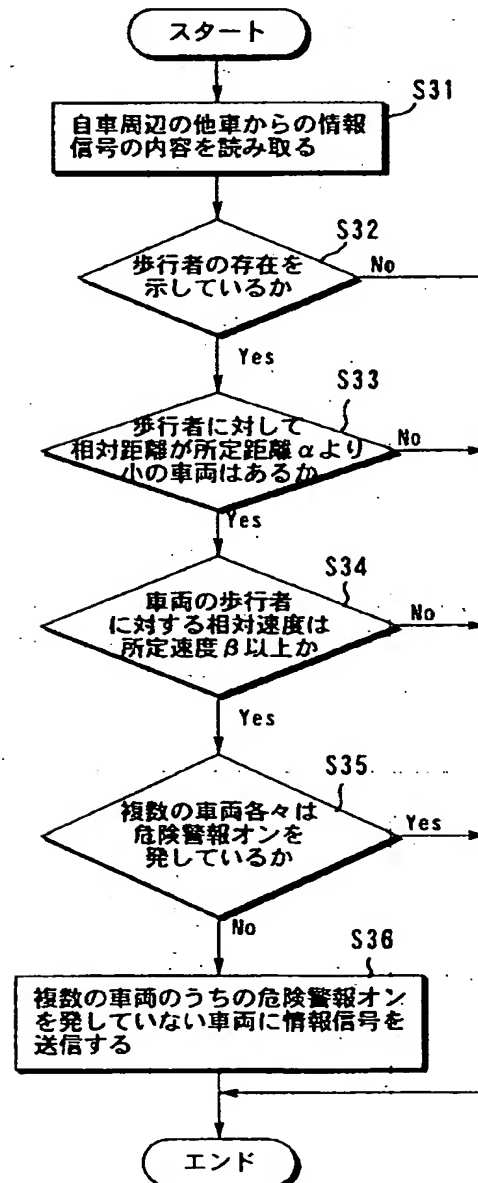 スタート
S31
自車周辺の他車からの情報
信号の内容を読み取る
S32
歩行者の存在を
示しているか
No
Yes
S33
歩行者に対して
相対距離が所定距離αより
小の車両はあるか
No
Yes
S34
車両の歩行者
に対する相対速度は
所定速度β以上か
No
Yes
S35
複数の車両各々は
危険警報オンを
発しているか
Yes
No
S36
複数の車両のうちの危険警報オン
を発していない車両に情報信号を
送信する
エンド